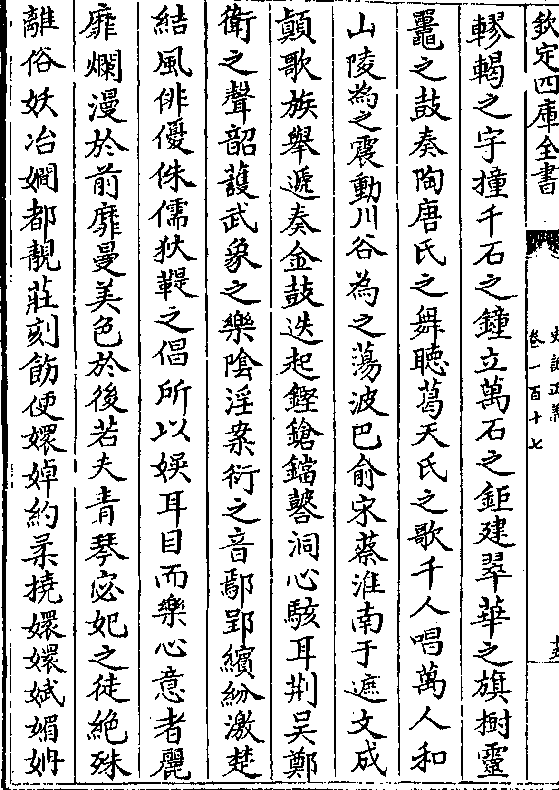 欽定四庫全書
史記正義
卷一百十七
轇轕之宇撞千石之鐘立萬石之鉅建翠華之旗樹靈
鼉之鼓奏陶唐氏之舞聽葛天氏之歌千人唱萬人和
山陵為之震動川谷為之蕩波巴俞宋蔡淮南于遮文成
顛歌族舉遞奏金鼓迭起鏗鎗鐺鼛洞心駭耳荆吳鄭
衛之聲韶護武象之樂陰淫案衍之音鄢郢繽紛激楚
結風俳優侏儒狄鞮之倡所以娛耳目而樂心意者麗
靡爛漫於前靡曼美色於後若夫青琴宓妃之徒絶殊
離俗妖冶嫺都靚莊刻飭便嬛婥約柔撓嬛嬛嫵媚姌